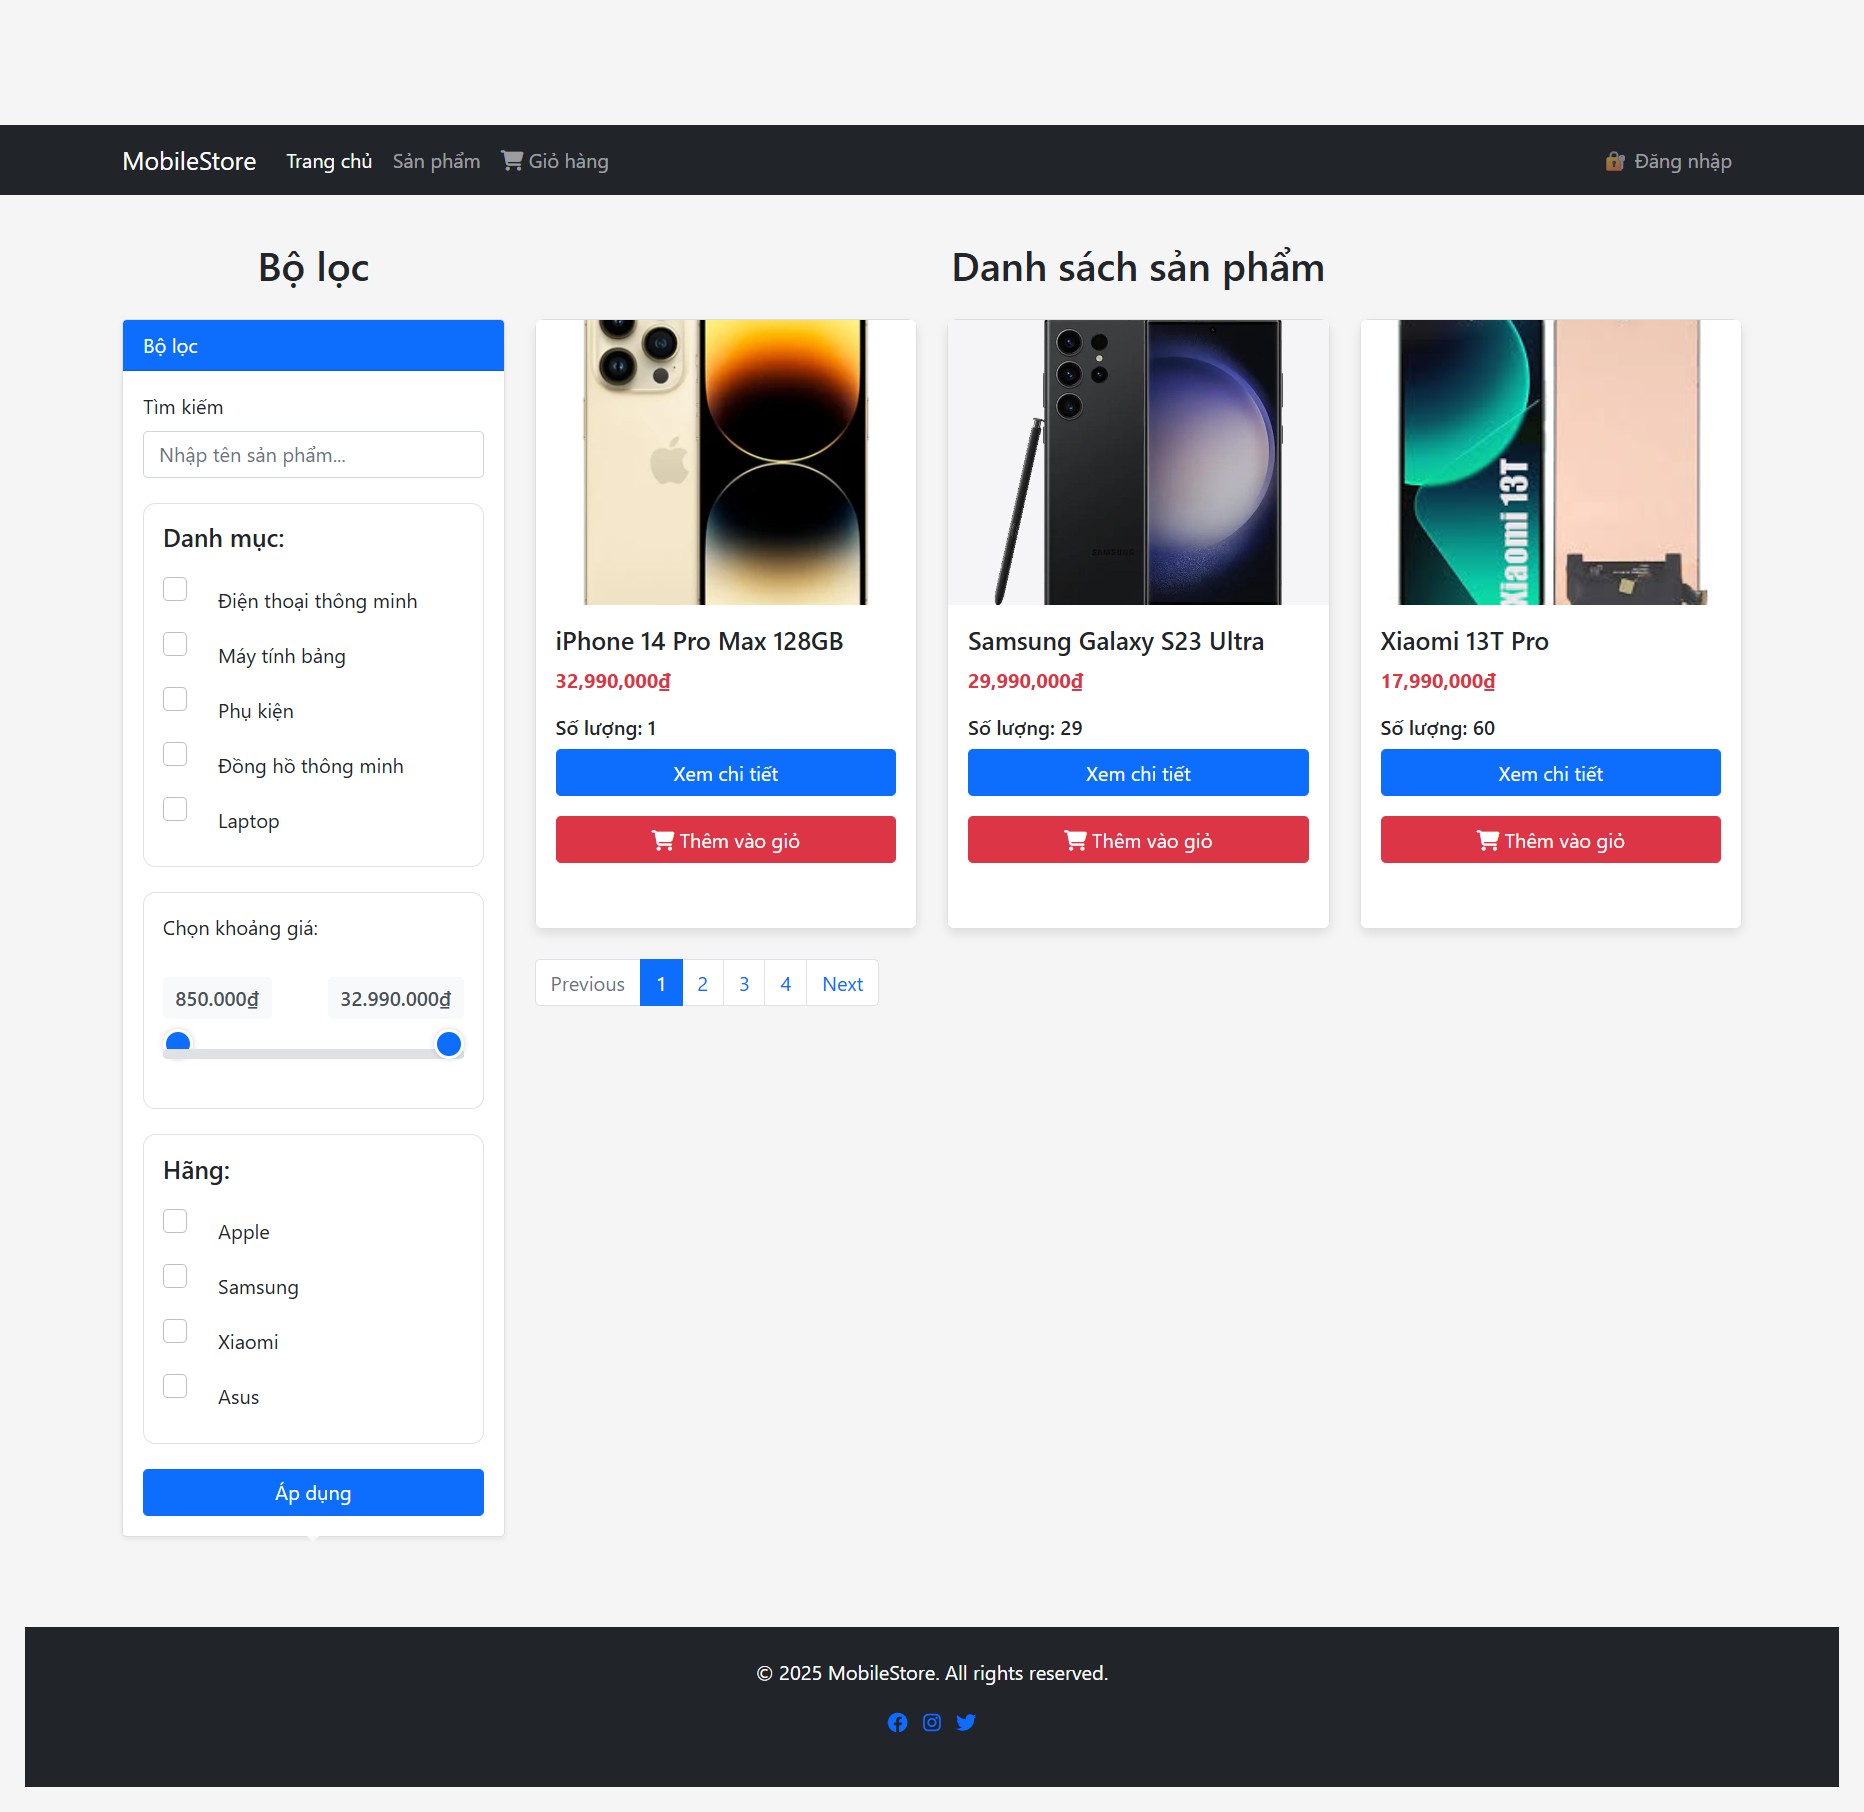 MobileStore Trang chủ Sản phẩm Giỏ hàng Đăng nhập
Bộ lọc
Bộ lọc
Tìm kiếm
Nhập tên sản phẩm...
Danh mục:
Điện thoại thông minh
Máy tính bảng
Phụ kiện
Đồng hồ thông minh
Laptop
Chọn khoảng giá:
850.000₫ 32.990.000₫
Hãng:
Apple
Samsung
Xiaomi
Asus
Áp dụng
Danh sách sản phẩm
iPhone 14 Pro Max 128GB
32,990,000₫
Số lượng: 1
Xem chi tiết
Thêm vào giỏ
SAMSUNG
Samsung Galaxy S23 Ultra
29,990,000₫
Số lượng: 29
Xem chi tiết
Thêm vào giỏ
Xiaomi 13T
Xiaomi 13T Pro
17,990,000₫
Số lượng: 60
Xem chi tiết
Thêm vào giỏ
Previous 1 2 3 4 Next
© 2025 MobileStore. All rights reserved.